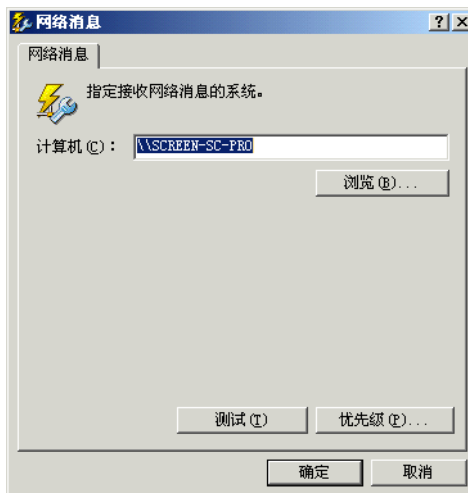 网络消息
网络消息
指定接收网络消息的系统。
计算机(C)： \\SCREEN-SC-PRO
浏览(B)...
测试(T) 优先级(P)...
确定 取消